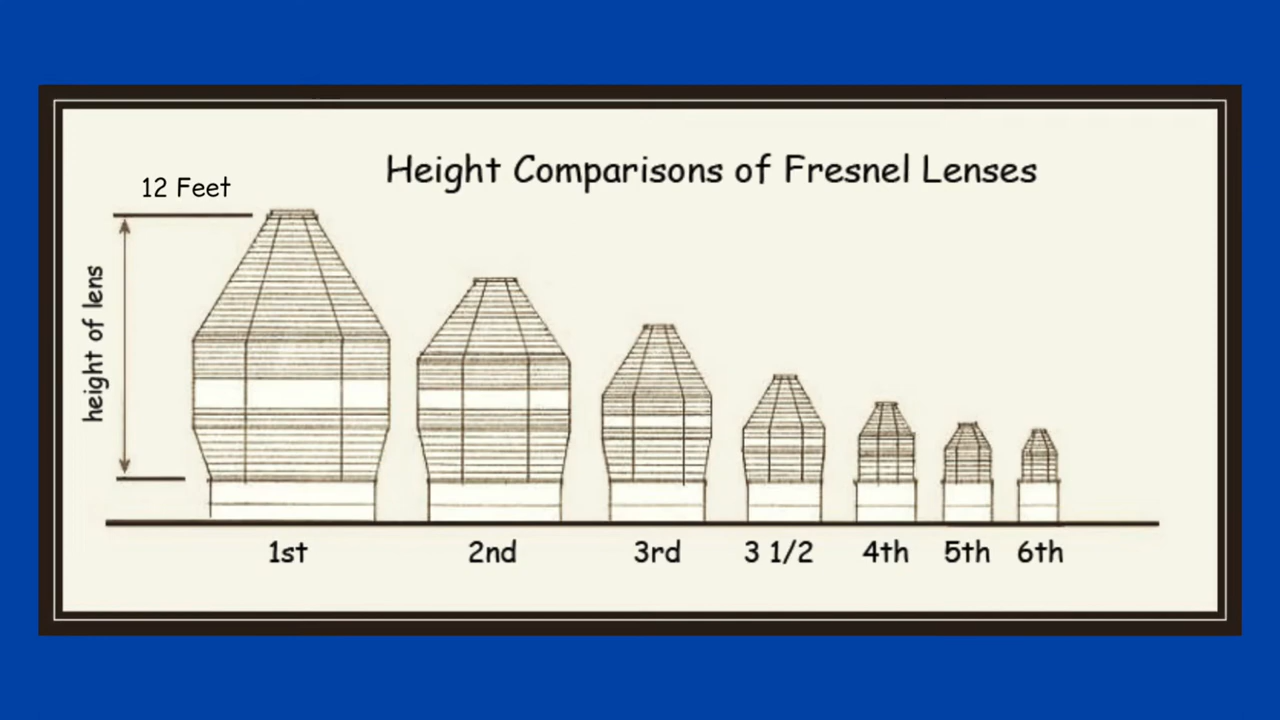 Height Comparisons of Fresnel Lenses
12 Feet
height of lens
1st 2nd 3rd 3 1/2 4th 5th 6th